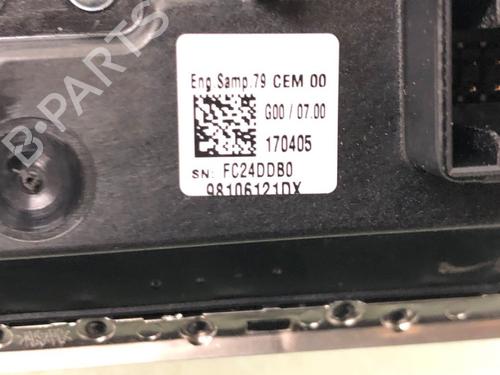 B-PARTS
Eng Samp.79 CEM 00
G00 / 07.00
170405
SN: FC24DDB0
98106121DX